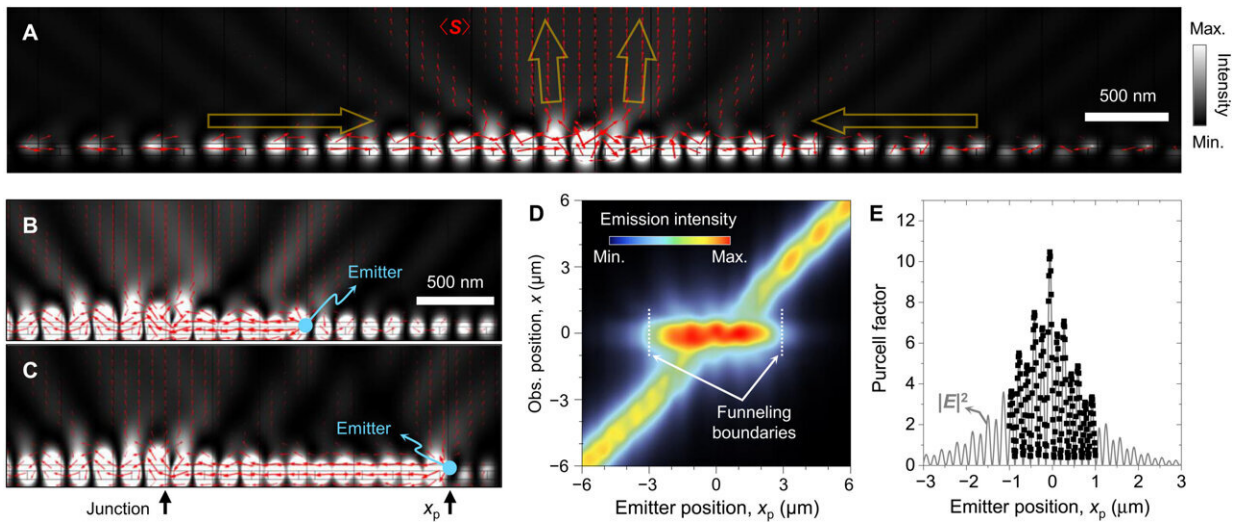 A
⟨S⟩
500 nm
Max.
Intensity
Min.
B
Emitter
500 nm
C
Emitter
Junction
xp
D
Emission intensity
Min.
Max.
Funneling
boundaries
Obs. position, x (μm)
6
3
0
−3
−6
−6
−3
0
3
6
Emitter position, xp (μm)
E
Purcell factor
12
10
8
6
4
2
0
|E|²
−3
−2
−1
0
1
2
3
Emitter position, xp (μm)